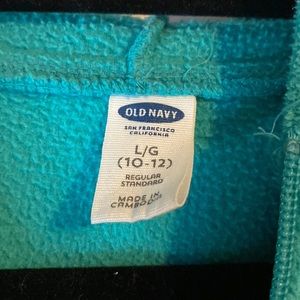 OLD NAVY
SAN FRANCISCO
CALIFORNIA
L/G
(10-12)
REGULAR
STANDARD
MADE IN
CAMBODIA